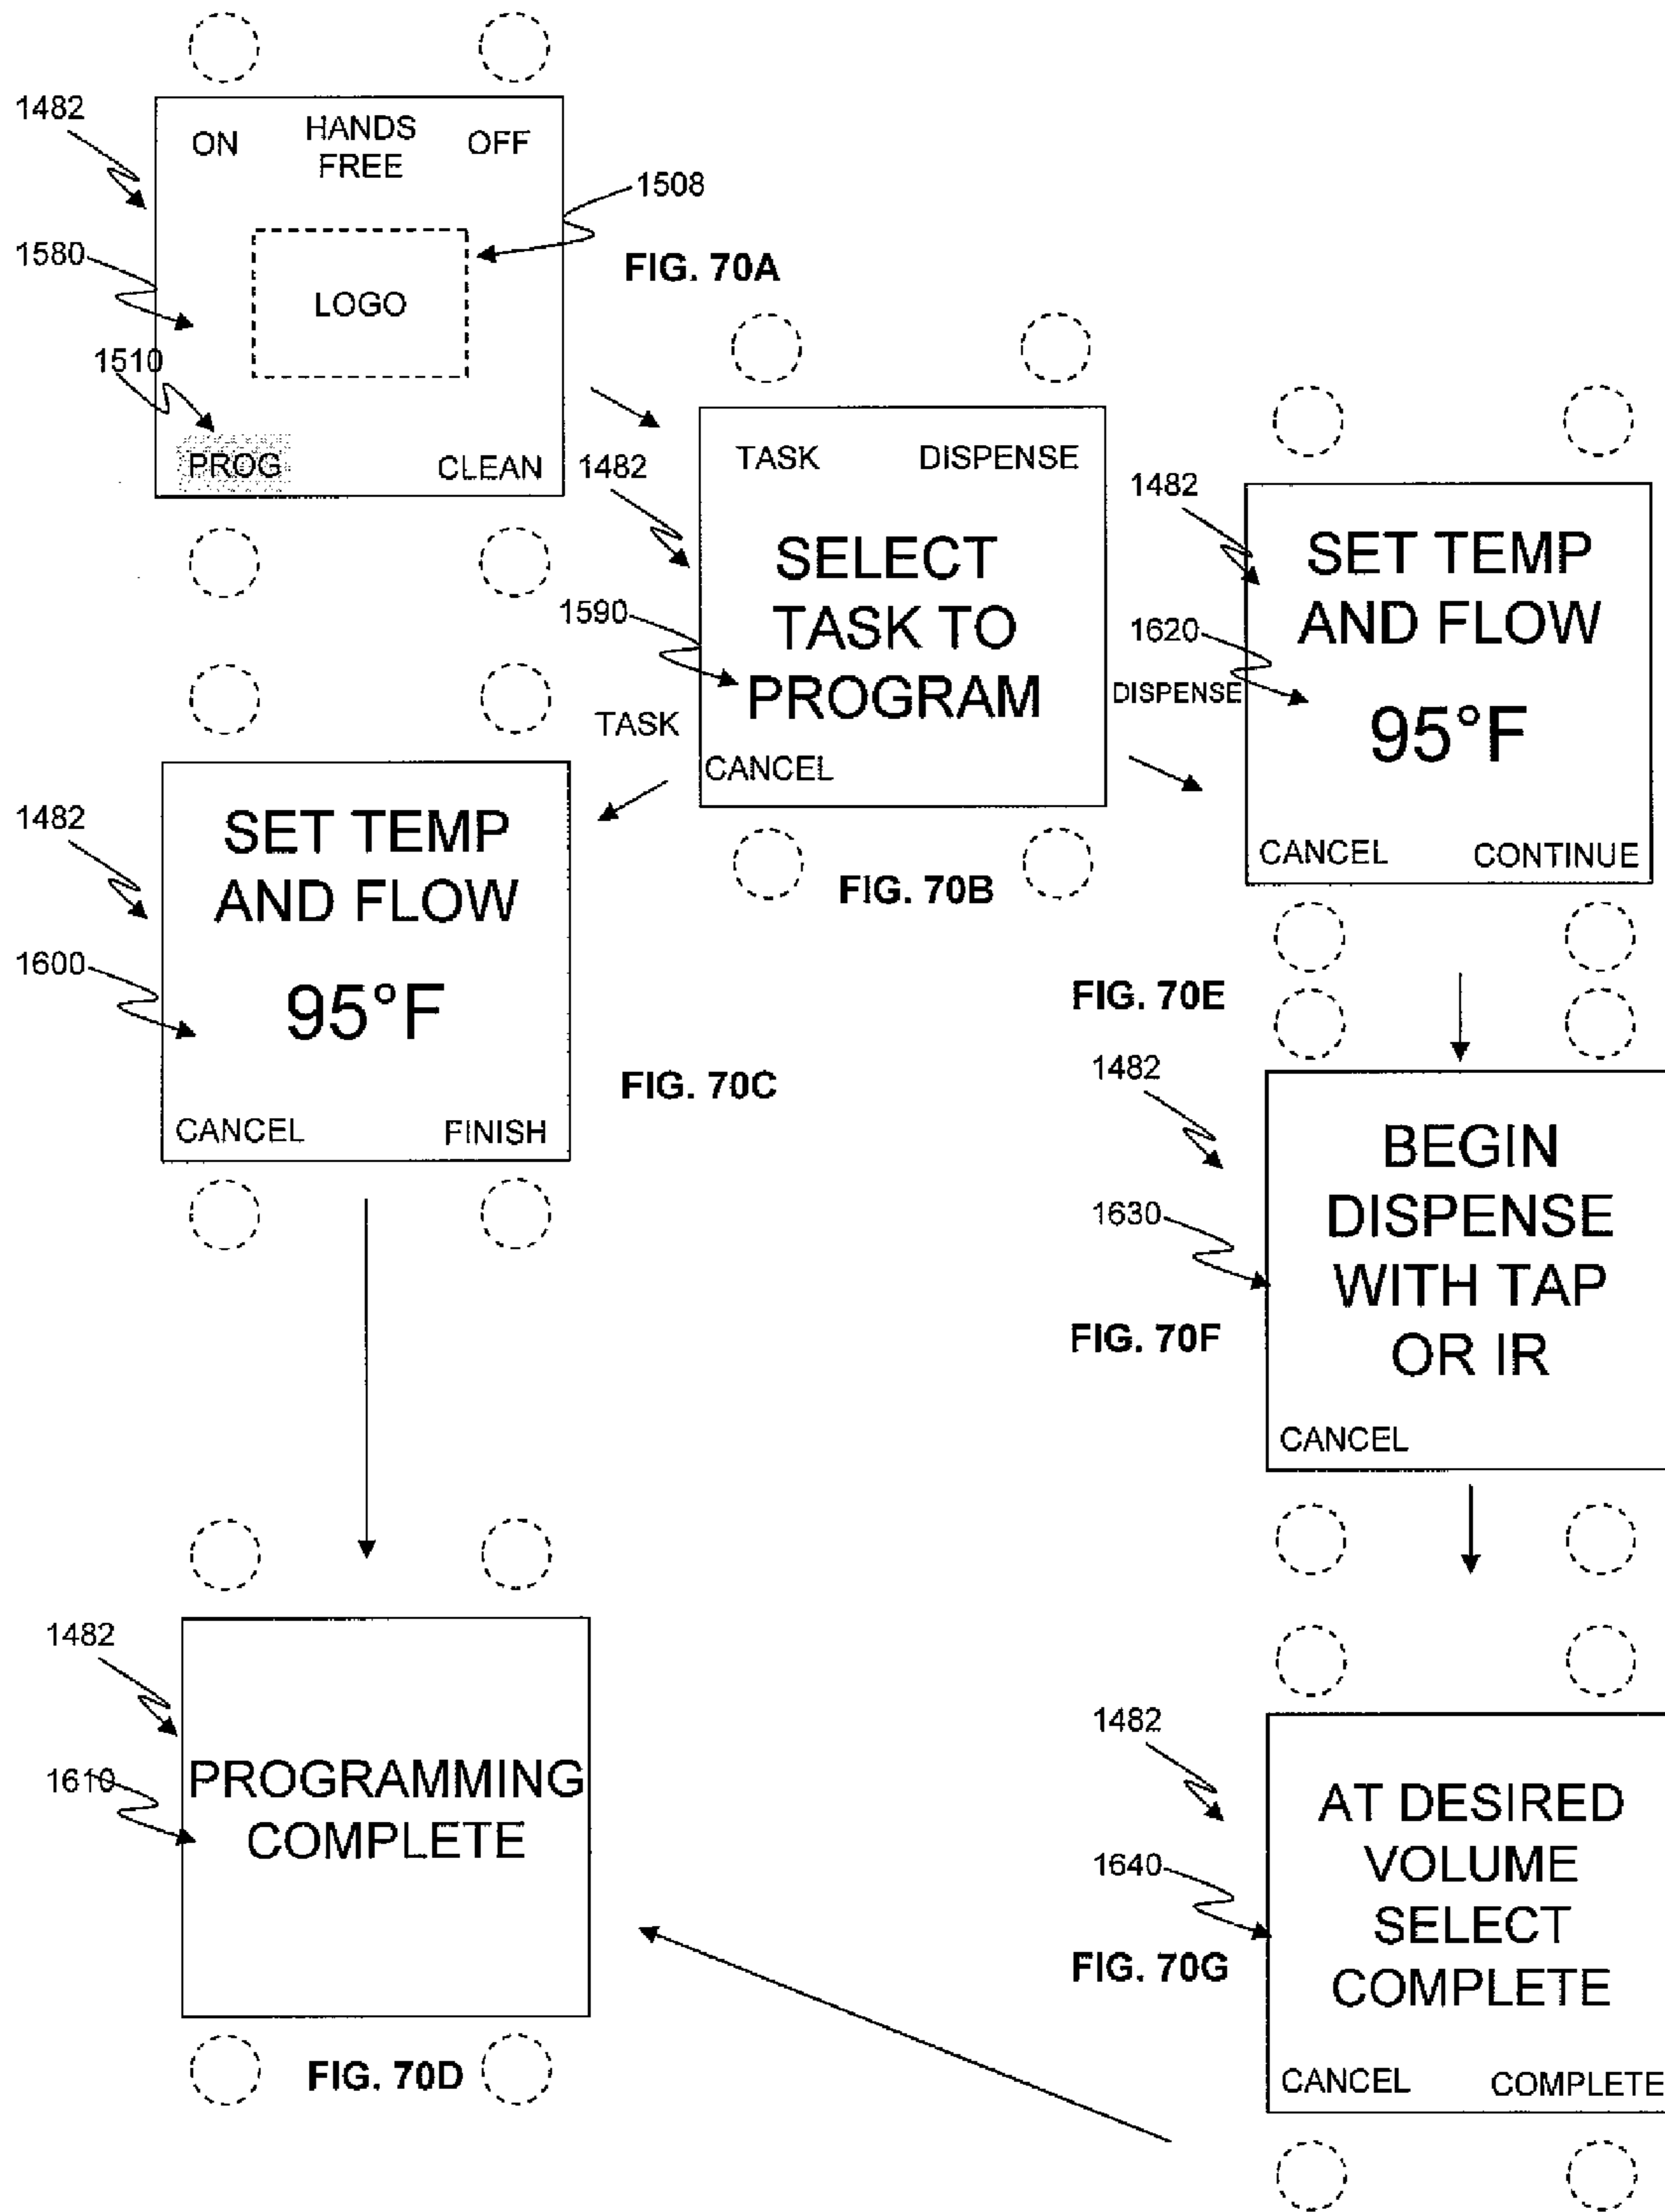 1482
ON
HANDS
FREE
OFF
1508
1580
LOGO
FIG. 70A
1510
PROG
CLEAN
1482
TASK
DISPENSE
SELECT
TASK TO
PROGRAM
1590
CANCEL
FIG. 70B
TASK
DISPENSE
1482
SET TEMP
AND FLOW
1600
95°F
CANCEL
FINISH
FIG. 70C
1482
SET TEMP
AND FLOW
1620
95°F
CANCEL
CONTINUE
FIG. 70E
1482
BEGIN
DISPENSE
WITH TAP
OR IR
1630
CANCEL
FIG. 70F
1482
PROGRAMMING
COMPLETE
1610
FIG. 70D
1482
AT DESIRED
VOLUME
SELECT
COMPLETE
1640
CANCEL
COMPLETE
FIG. 70G